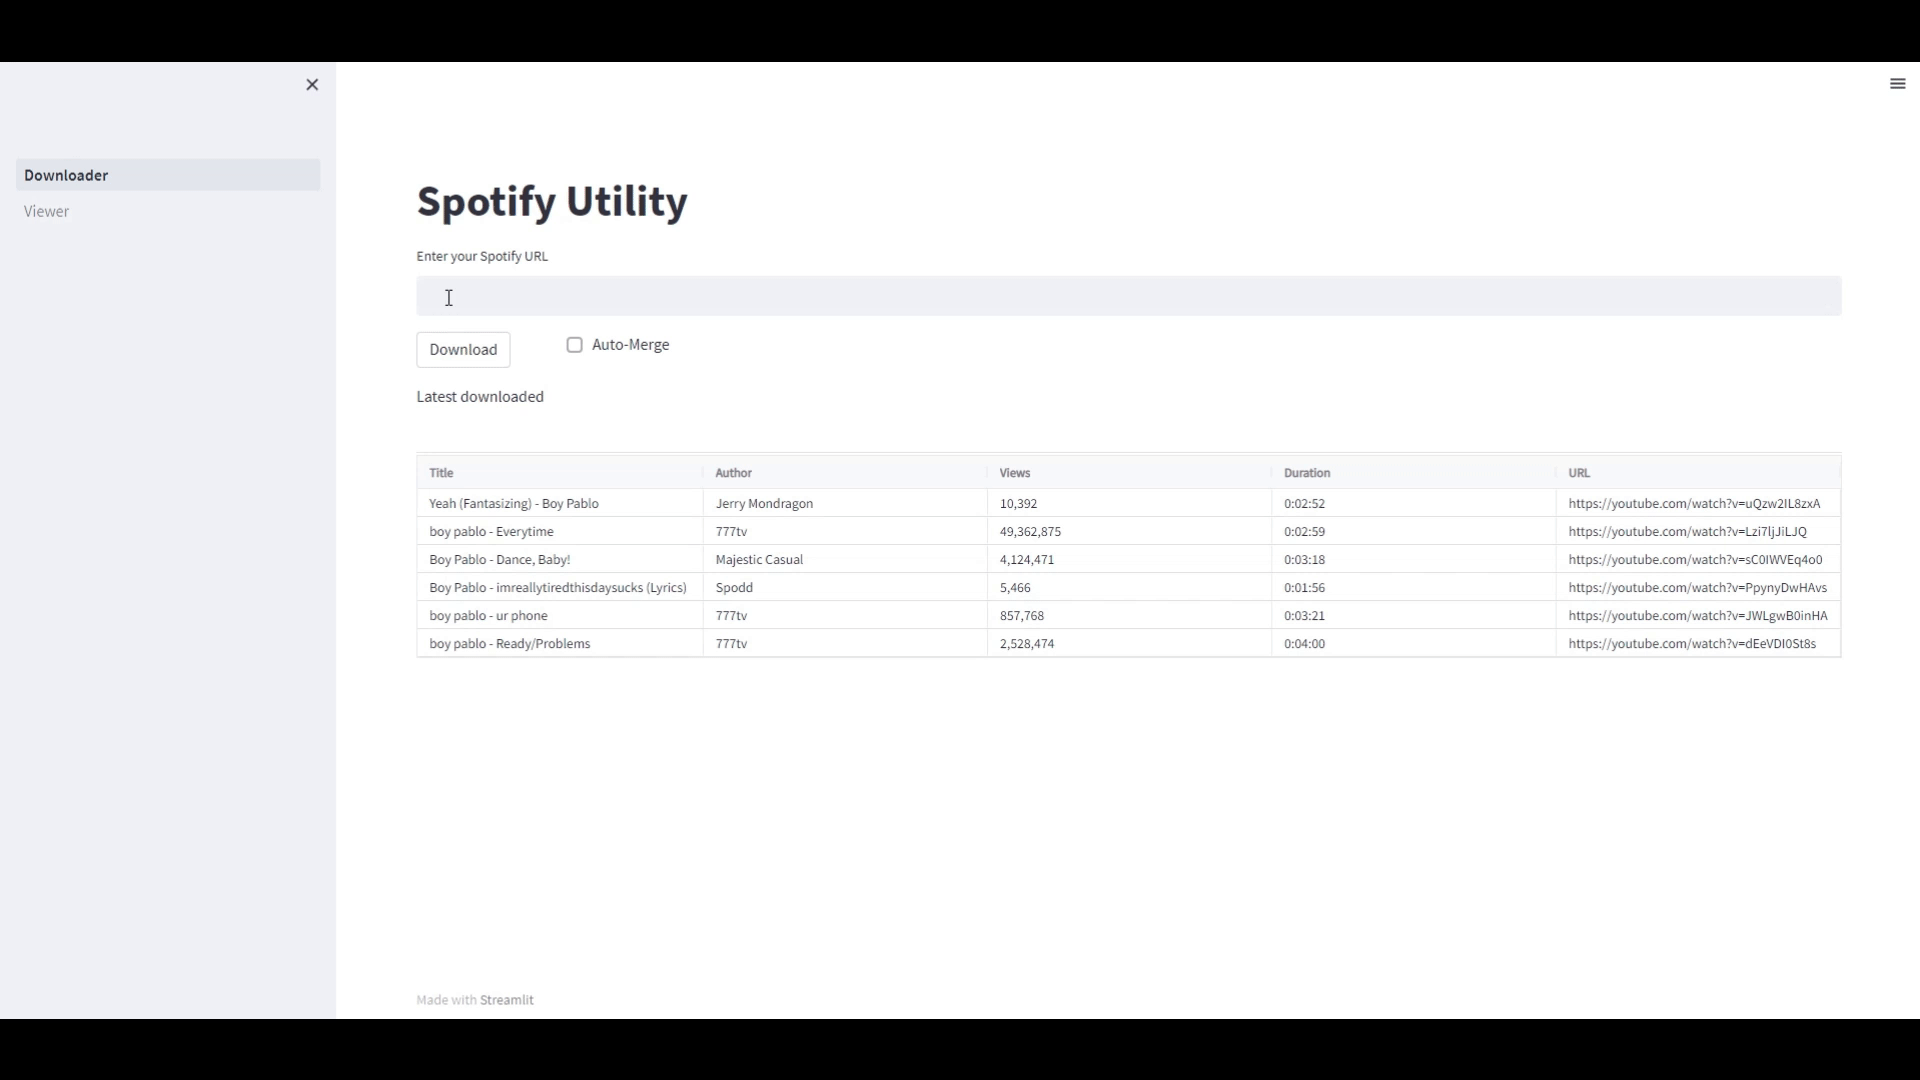 Downloader
Viewer
Spotify Utility
Enter your Spotify URL
Download
Auto-Merge
Latest downloaded
Title Author Views Duration URL
Yeah (Fantasizing) - Boy Pablo Jerry Mondragon 10,392 0:02:52 https://youtube.com/watch?v=uQzw2IL8zxA
boy pablo - Everytime 777tv 49,362,875 0:02:59 https://youtube.com/watch?v=Lzi7ljJiLJQ
Boy Pablo - Dance, Baby! Majestic Casual 4,124,471 0:03:18 https://youtube.com/watch?v=sC0IWVEq4o0
Boy Pablo - imreallytiredthisdaysucks (Lyrics) Spodd 5,466 0:01:56 https://youtube.com/watch?v=PpynyDwHAvs
boy pablo - ur phone 777tv 857,768 0:03:21 https://youtube.com/watch?v=JWLgwB0inHA
boy pablo - Ready/Problems 777tv 2,528,474 0:04:00 https://youtube.com/watch?v=dEeVDI0St8s
Made with Streamlit